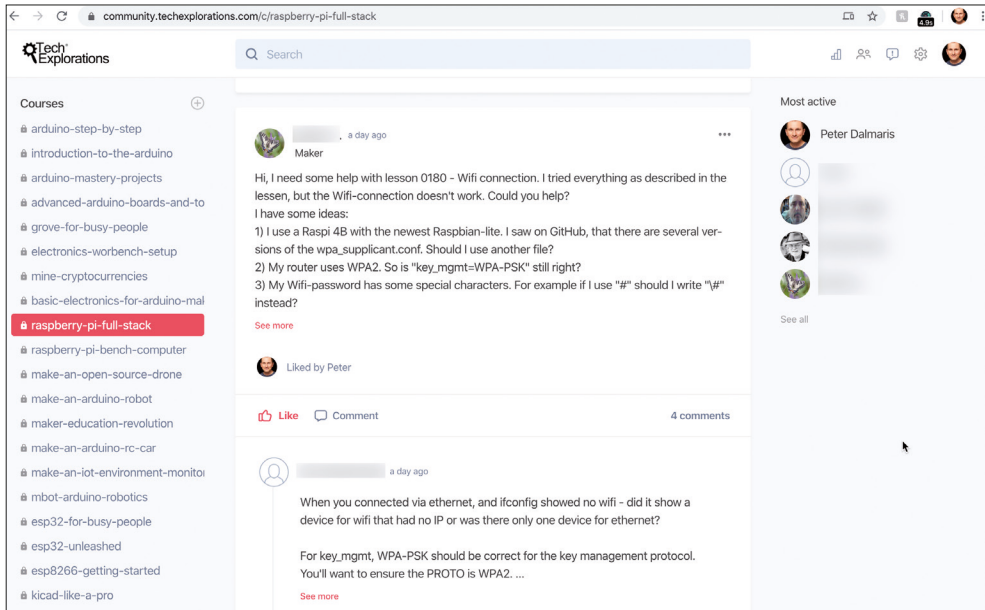 community.techexplorations.com/c/raspberry-pi-full-stack
4.9s
Tech
Explorations
Search
Courses
arduino-step-by-step
introduction-to-the-arduino
arduino-mastery-projects
advanced-arduino-boards-and-to
grove-for-busy-people
electronics-worbench-setup
mine-cryptocurrencies
basic-electronics-for-arduino-mal
raspberry-pi-full-stack
raspberry-pi-bench-computer
make-an-open-source-drone
make-an-arduino-robot
maker-education-revolution
make-an-arduino-rc-car
make-an-iot-environment-monitor
mbot-arduino-robotics
esp32-for-busy-people
esp32-unleashed
esp8266-getting-started
kicad-like-a-pro
a day ago
Maker
Hi, I need some help with lesson 0180 - Wifi connection. I tried everything as described in the
lessen, but the Wifi-connection doesn't work. Could you help?
I have some ideas:
1) I use a Raspi 4B with the newest Raspbian-lite. I saw on GitHub, that there are several ver-
sions of the wpa_supplicant.conf. Should I use another file?
2) My router uses WPA2. So is "key_mgmt=WPA-PSK" still right?
3) My Wifi-password has some special characters. For example if I use "#" should I write "\#"
instead?
See more
Liked by Peter
Like
Comment
4 comments
a day ago
When you connected via ethernet, and ifconfig showed no wifi - did it show a
device for wifi that had no IP or was there only one device for ethernet?
For key_mgmt, WPA-PSK should be correct for the key management protocol.
You'll want to ensure the PROTO is WPA2. ...
See more
Most active
Peter Dalmaris
See all